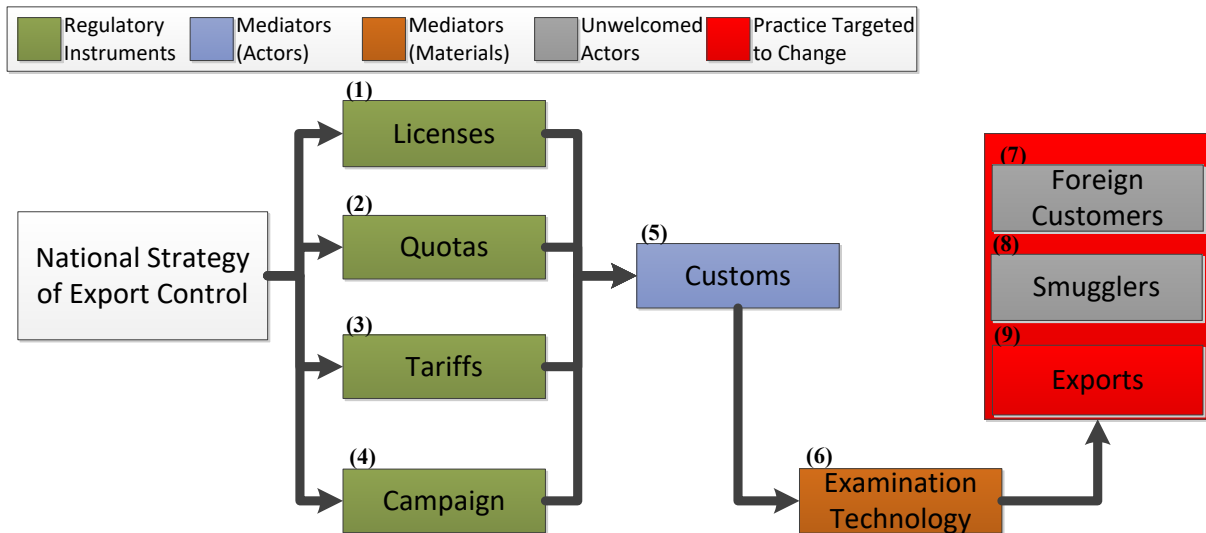 Regulatory
Instruments
Mediators
(Actors)
Mediators
(Materials)
Unwelcomed
Actors
Practice Targeted
to Change
National Strategy
of Export Control
(1)
Licenses
(2)
Quotas
(3)
Tariffs
(4)
Campaign
(5)
Customs
(6)
Examination
Technology
(7)
Foreign
Customers
(8)
Smugglers
(9)
Exports